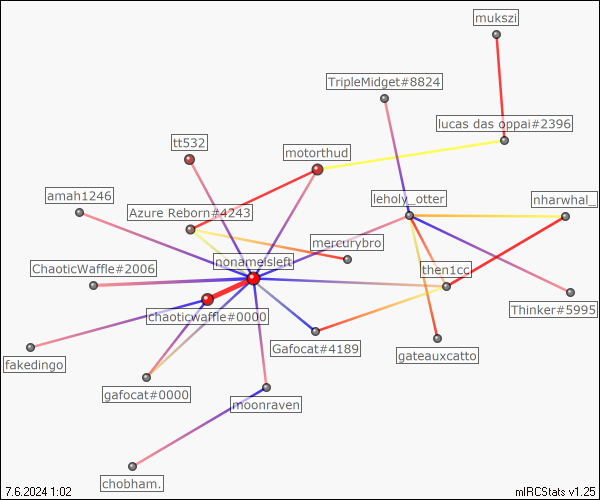 mukszi
TripleMidget#8824
lucas das oppai#2396
tt532
motorthud
amah1246
leholy_otter
nharwhal_
Azure Reborn#4243
mercurybro
nonameisleft
ChaoticWaffle#2006
then1cc
Thinker#5995
chaoticwaffle#0000
Gafocat#4189
gateauxcatto
fakedingo
gafocat#0000
moonraven
chobham.
7.6.2024 1:02
mIRCStats v1.25